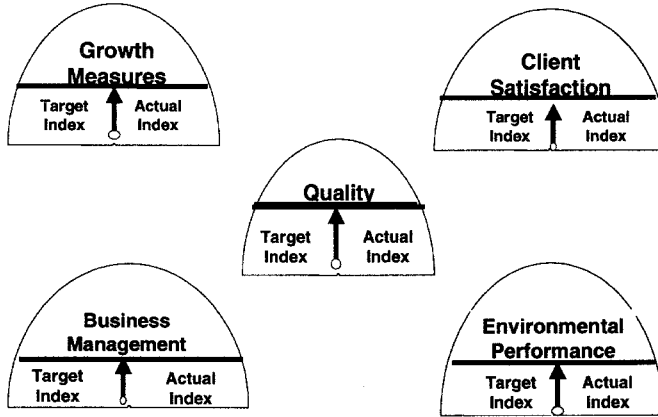 Growth
Measures
Target Actual
Index Index
Client
Satisfaction
Target Actual
Index Index
Quality
Target Actual
Index Index
Business
Management
Target Actual
Index Index
Environmental
Performance
Target Actual
Index Index